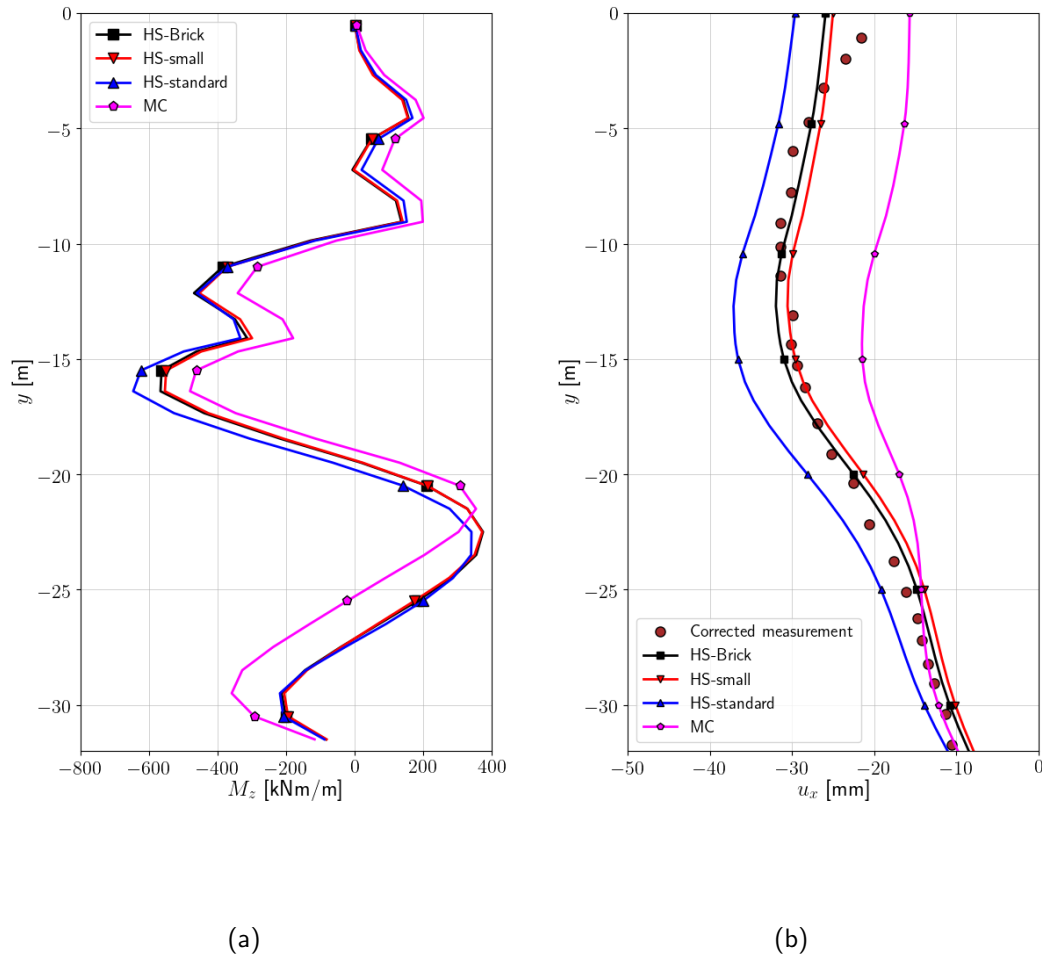 0
−5
−10
−15
−20
−25
−30
y [m]
−800 −600 −400 −200 0 200 400
M_z [kNm/m]
HS-Brick
HS-small
HS-standard
MC
(a)
0
−5
−10
−15
−20
−25
−30
y [m]
−50 −40 −30 −20 −10 0
u_x [mm]
Corrected measurement
HS-Brick
HS-small
HS-standard
MC
(b)